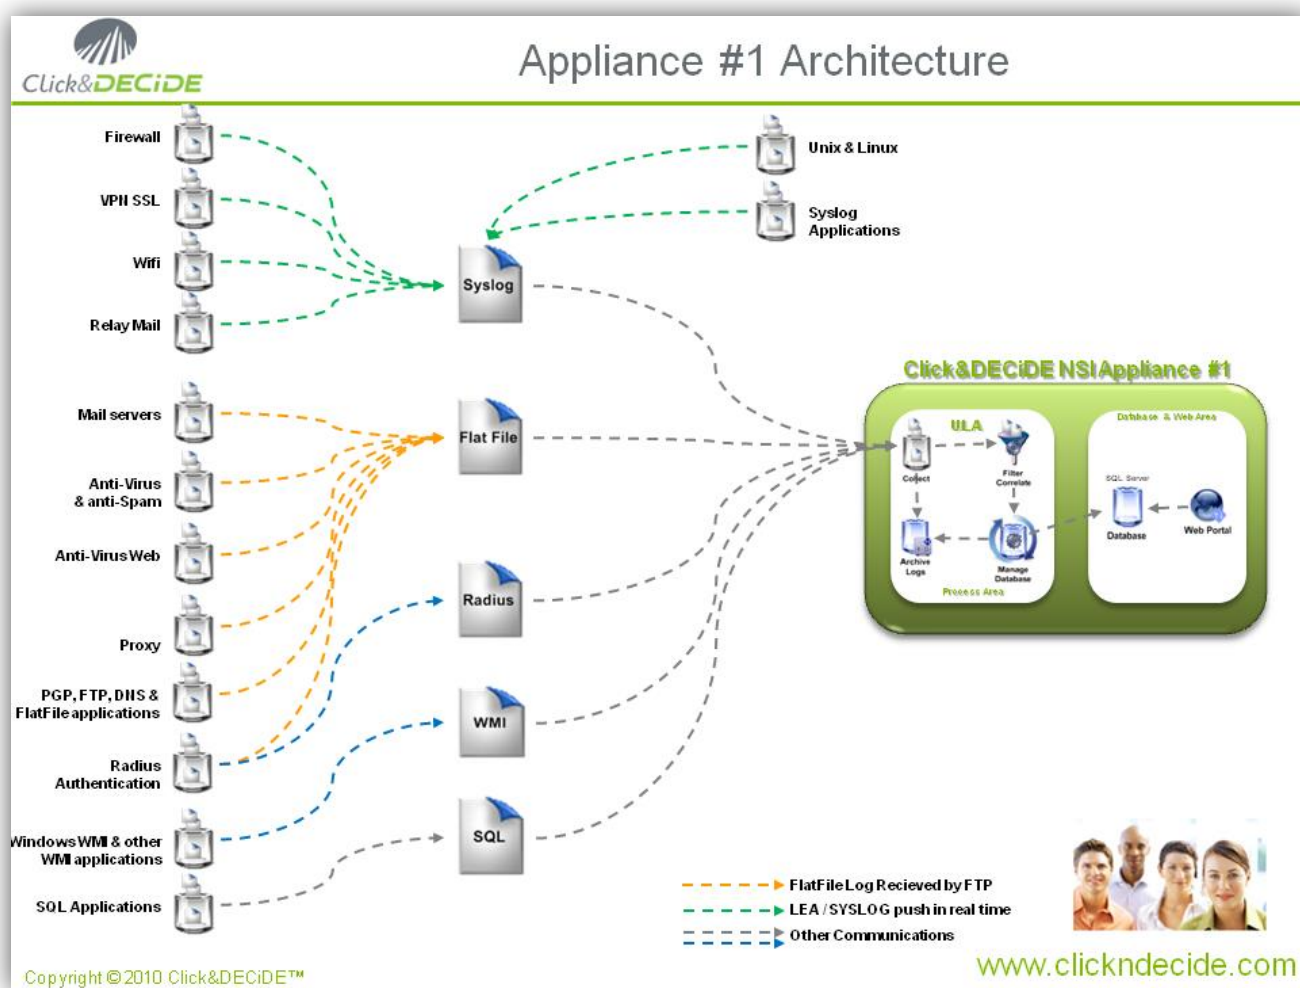 Click&DECiDE
Appliance #1 Architecture
Firewall
VPN SSL
Wifi
Relay Mail
Unix & Linux
Syslog
Applications
Syslog
Mail servers
Anti-Virus
& anti-Spam
Anti-Virus Web
Proxy
PGP, FTP, DNS &
FlatFile applications
Radius
Authentication
Windows WMI & other
WMI applications
SQL Applications
Flat File
Radius
WMI
SQL
Click&DECiDE NSI Appliance #1
ULA
Collect
Filter
Correlate
Archive
Logs
Manage
Database
Process Area
Database & Web Area
SQL Server
Database
Web Portal
FlatFile Log Recieved by FTP
LEA / SYSLOG push in real time
Other Communications
www.clickndecide.com
Copyright © 2010 Click&DECiDE™